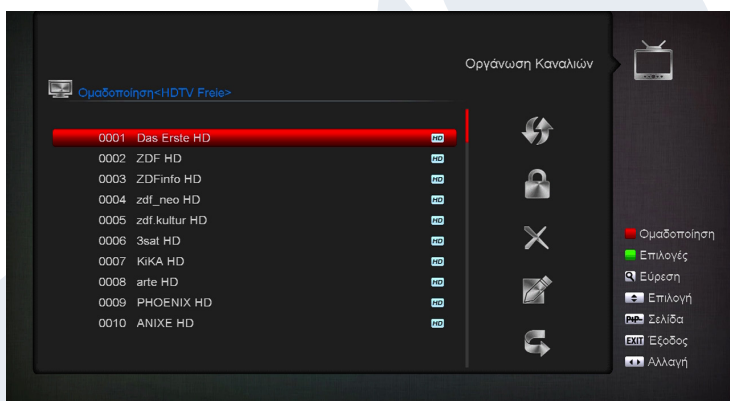 Οργάνωση Καναλιών
Ομαδοποίηση<HDTV Freie>
0001 Das Erste HD HD
0002 ZDF HD HD
0003 ZDFinfo HD HD
0004 zdf_neo HD HD
0005 zdf.kultur HD HD
0006 3sat HD HD
0007 KiKA HD HD
0008 arte HD HD
0009 PHOENIX HD HD
0010 ANIXE HD HD
Ομαδοποίηση
Επιλογές
Εύρεση
Επιλογή
P+P- Σελίδα
EXIT Έξοδος
Αλλαγή